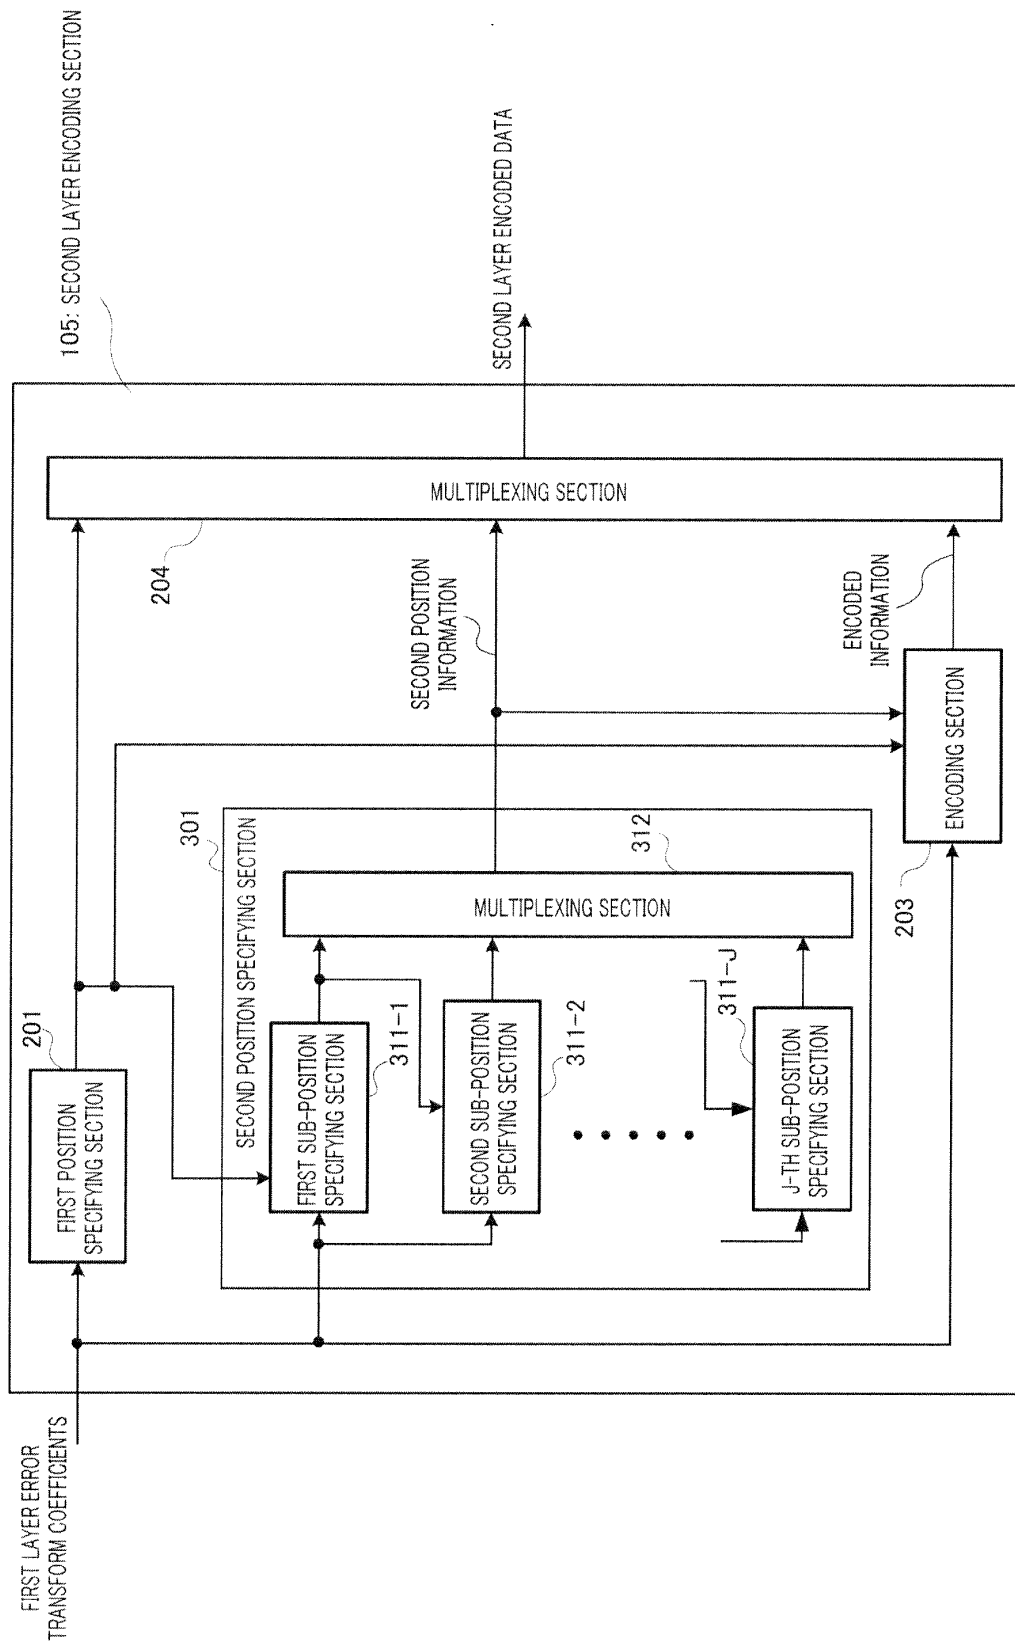 105: SECOND LAYER ENCODING SECTION
FIRST LAYER ERROR
TRANSFORM COEFFICIENTS
201
FIRST POSITION
SPECIFYING SECTION
301
SECOND POSITION SPECIFYING SECTION
FIRST SUB-POSITION
SPECIFYING SECTION
311-1
SECOND SUB-POSITION
SPECIFYING SECTION
311-2
311-J
J-TH SUB-POSITION
SPECIFYING SECTION
MULTIPLEXING SECTION
312
SECOND POSITION
INFORMATION
ENCODING SECTION
203
ENCODED
INFORMATION
204
MULTIPLEXING SECTION
SECOND LAYER ENCODED DATA